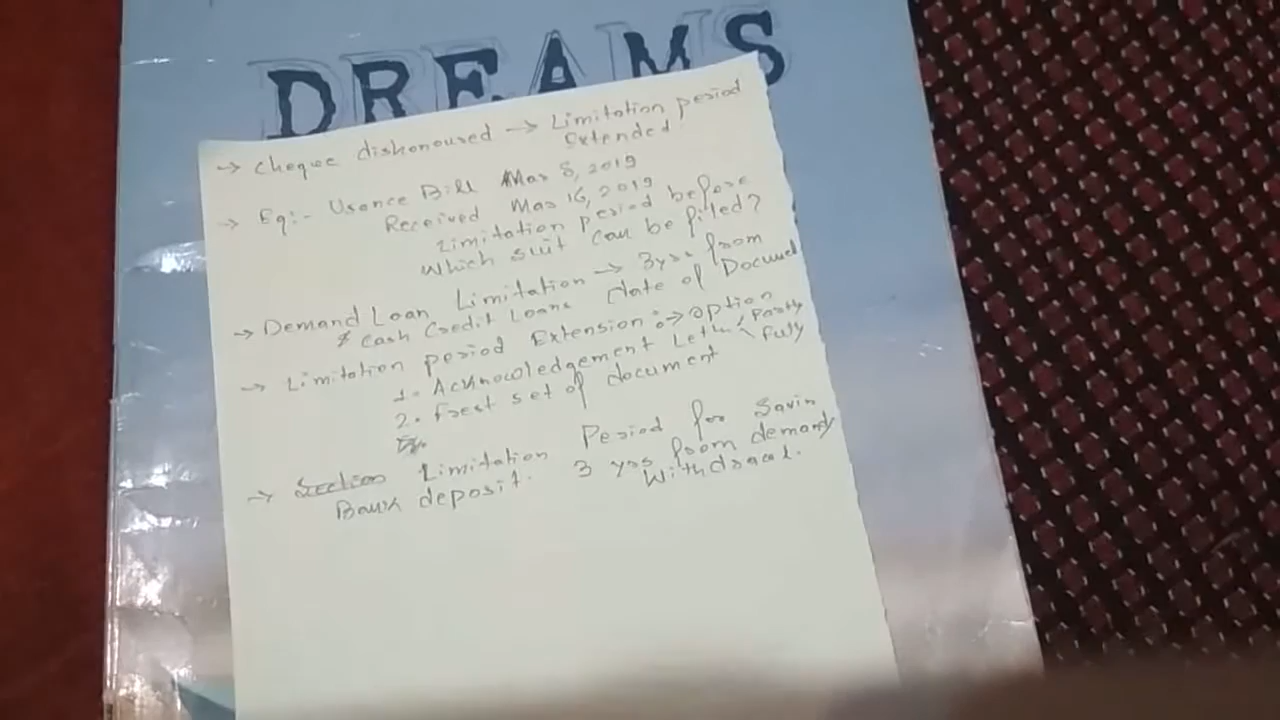 DREAMS
→ Cheque dishonoured → Limitation period
Extended.
→ Eg:- Usance Bill Mar 8, 2019
Received Mar 16, 2019
Limitation period before
which suit can be filed?
→ Demand Loan Limitation → 3yrs from
& Cash Credit Loans date of Docume
→ Limitation period Extension :→ option
1. Acknowledgement Lett Partly
Fully
2. Fresh set of document
→ Section Limitation Period for Savin
Bank deposit. 3 yrs from demand
Withdrawal.